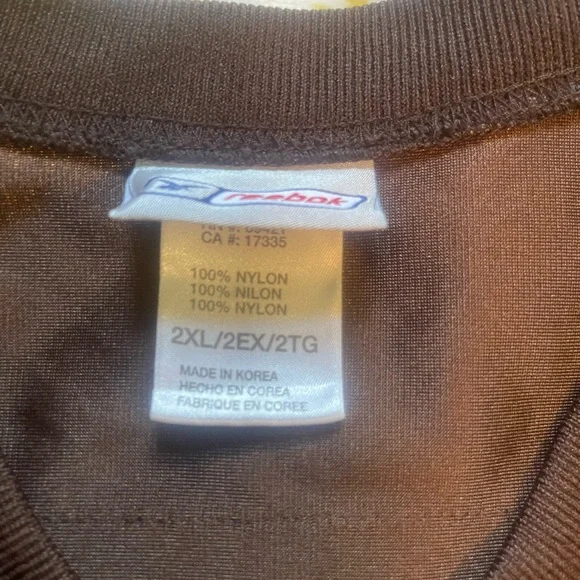 Reebok
CA #: 17335
100% NYLON
100% NILON
100% NYLON
2XL/2EX/2TG
MADE IN KOREA
HECHO EN COREA
FABRIQUE EN COREE